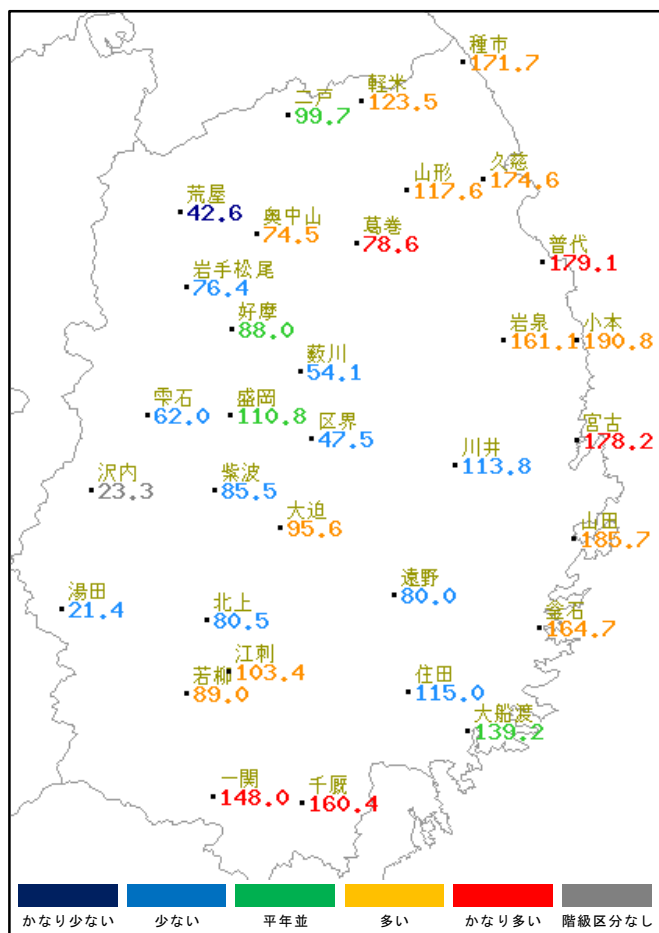 種市
171.7
軽米
123.5
二戸
99.7
久慈
174.6
山形
117.6
荒屋
42.6
奥中山
74.5
葛巻
78.6
普代
179.1
岩手松尾
76.4
好摩
88.0
岩泉
161.1
小本
190.8
薮川
54.1
雫石
62.0
盛岡
110.8
区界
47.5
川井
113.8
宮古
178.2
沢内
23.3
紫波
85.5
大迫
95.6
山田
185.7
湯田
21.4
北上
80.5
遠野
80.0
釜石
164.7
江刺
103.4
若柳
89.0
住田
115.0
大船渡
139.2
一関
148.0
千厩
160.4
かなり少ない
少ない
平年並
多い
かなり多い
階級区分なし